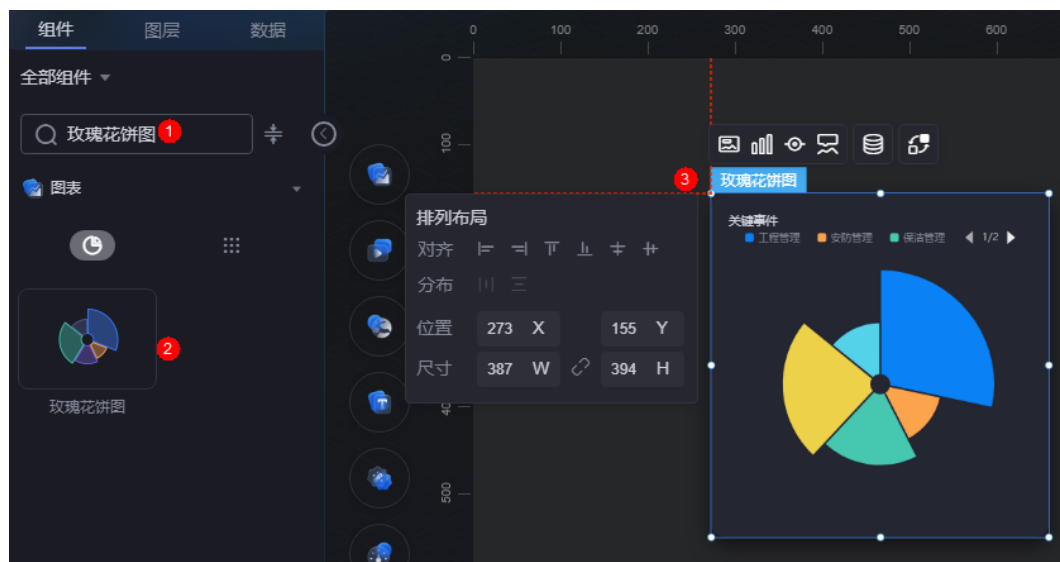 组件 图层 数据
全部组件
玫瑰花饼图 1
图表
2
玫瑰花饼图
0 100 200 300 400 500 600
0
100
400
500
3
玫瑰花饼图
排列布局
对齐
分布
位置 273 X 155 Y
尺寸 387 W 394 H
关键事件
工程管理 安防管理 保洁管理 1/2